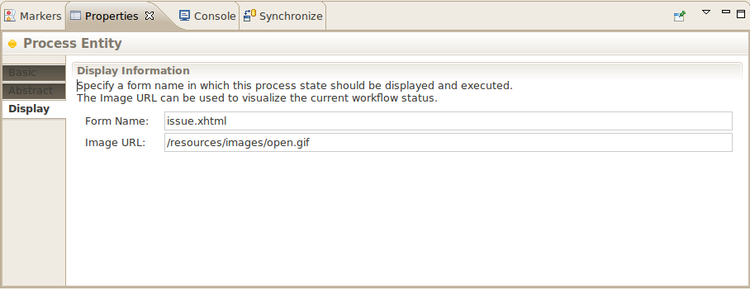 Markers
Properties
Console
Synchronize
Process Entity
Basic
Abstract
Display
Display Information
Specify a form name in which this process state should be displayed and executed.
The Image URL can be used to visualize the current workflow status.
Form Name: issue.xhtml
Image URL: /resources/images/open.gif